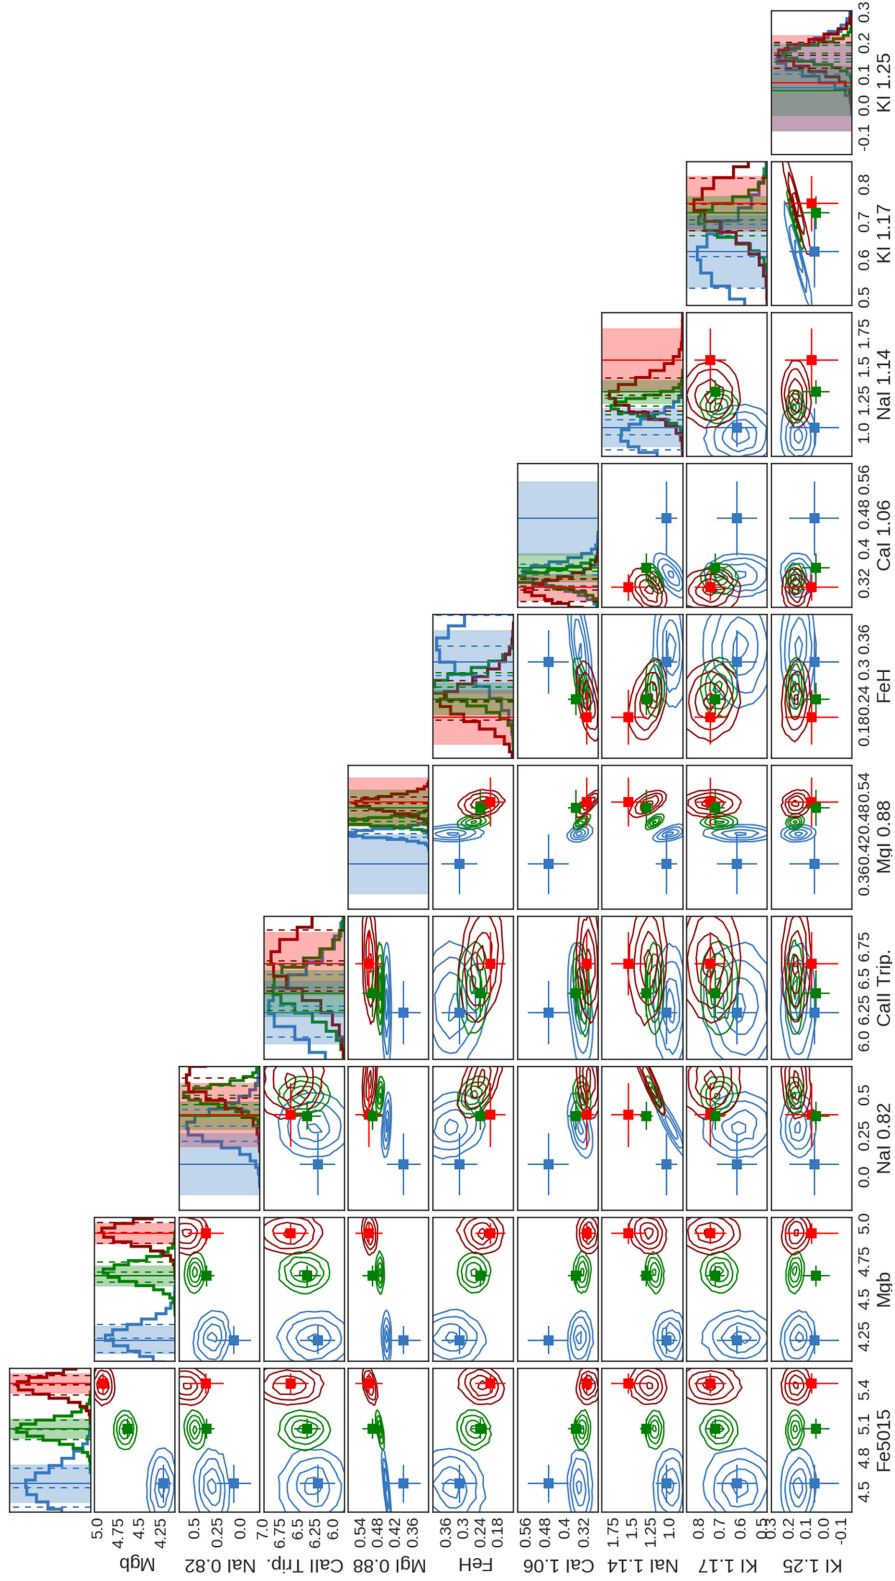 5.0
4.75
4.5
4.25
Mgb
0.5
0.25
0.0
NaI 0.82
7.0
6.75
6.5
6.25
6.0
CaII Trip.
0.54
0.48
0.42
0.36
MgI 0.88
0.36
0.3
0.24
0.18
FeH
0.56
0.48
0.4
0.32
CaI 1.06
1.75
1.5
1.25
1.0
NaI 1.14
0.8
0.7
0.6
0.5
KI 1.17
0.3
0.2
0.1
0.0
-0.1
KI 1.25
4.5 4.8 5.1 5.4
Fe5015
4.25 4.5 4.75 5.0
Mgb
0.0 0.25 0.5
NaI 0.82
6.0 6.25 6.5 6.75
CaII Trip.
0.36 0.42 0.48 0.54
MgI 0.88
0.18 0.24 0.3 0.36
FeH
0.32 0.4 0.48 0.56
CaI 1.06
1.0 1.25 1.5 1.75
NaI 1.14
0.5 0.6 0.7 0.8
KI 1.17
-0.1 0.0 0.1 0.2 0.3
KI 1.25